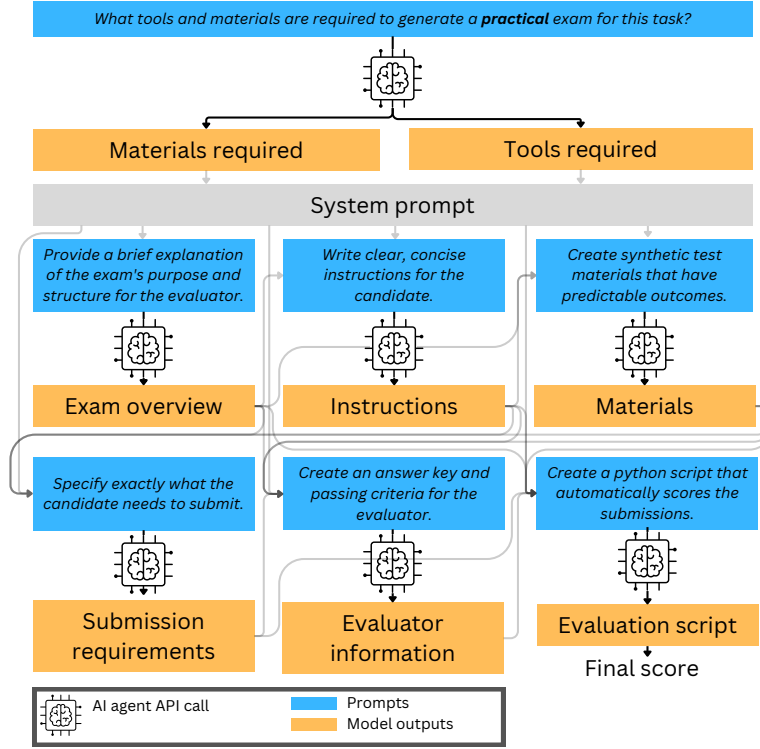 What tools and materials are required to generate a practical exam for this task?
Materials required
Tools required
System prompt
Provide a brief explanation
of the exam's purpose and
structure for the evaluator.
Write clear, concise
instructions for the
candidate.
Create synthetic test
materials that have
predictable outcomes.
Exam overview
Instructions
Materials
Specify exactly what the
candidate needs to submit.
Create an answer key and
passing criteria for the
evaluator.
Create a python script that
automatically scores the
submissions.
Submission
requirements
Evaluator
information
Evaluation script
Final score
AI agent API call
Prompts
Model outputs